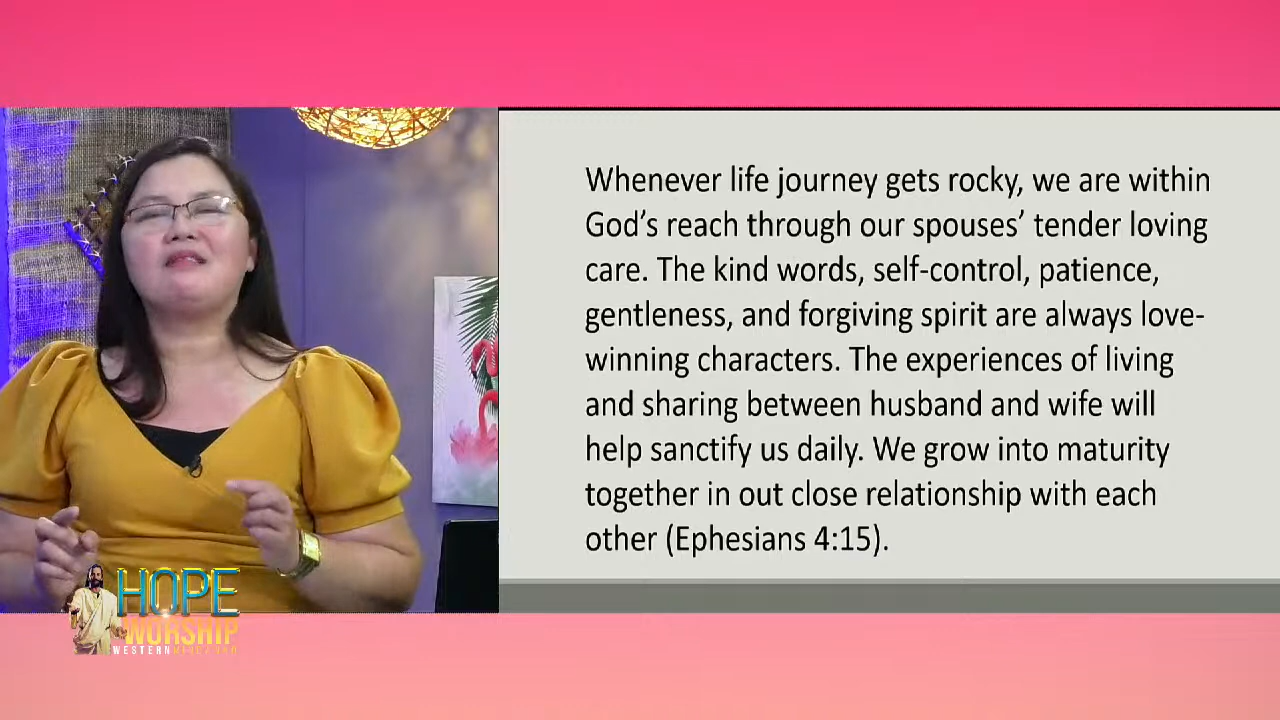 Whenever life journey gets rocky, we are within
God's reach through our spouses' tender loving
care. The kind words, self-control, patience,
gentleness, and forgiving spirit are always love-
winning characters. The experiences of living
and sharing between husband and wife will
help sanctify us daily. We grow into maturity
together in out close relationship with each
other (Ephesians 4:15).
HOPE
WORSHIP
WESTERN